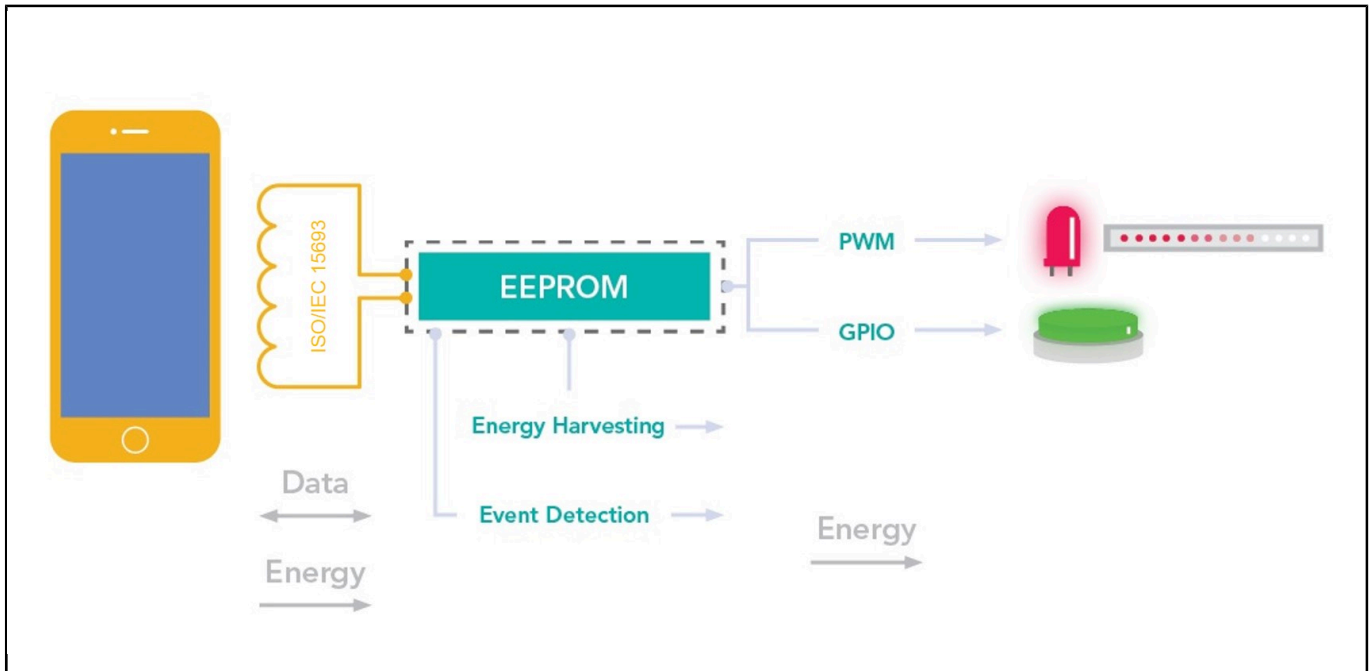 ISO/IEC 15693
EEPROM
PWM
GPIO
Energy Harvesting
Event Detection
Data
Energy
Energy